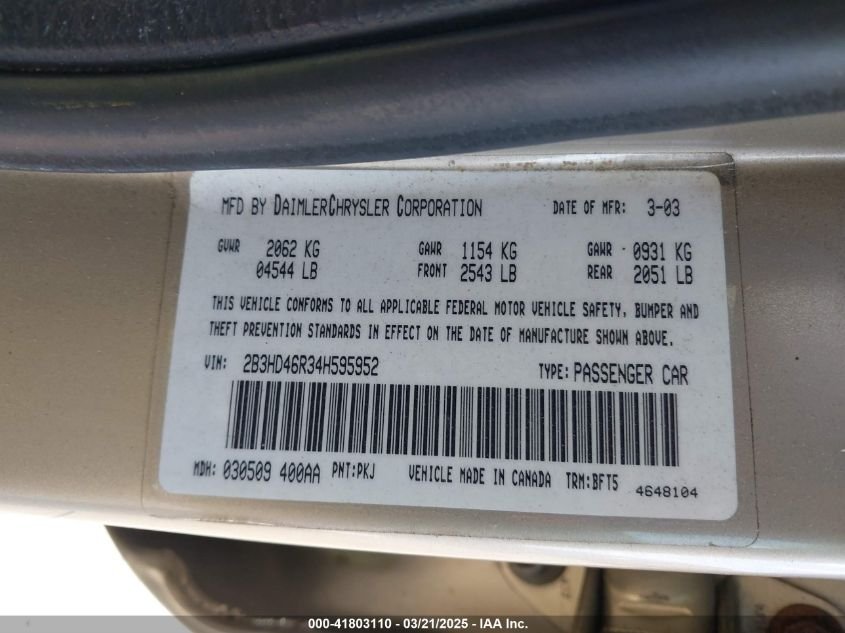 MFD BY DAIMLERCHRYSLER CORPORATION DATE OF MFR: 3-03
GVWR 2062 KG GAWR 1154 KG GAWR 0931 KG
04544 LB FRONT 2543 LB REAR 2051 LB
THIS VEHICLE CONFORMS TO ALL APPLICABLE FEDERAL MOTOR VEHICLE SAFETY, BUMPER AND
THEFT PREVENTION STANDARDS IN EFFECT ON THE DATE OF MANUFACTURE SHOWN ABOVE.
VIN: 2B3HD46R34H595952 TYPE: PASSENGER CAR
MDH: 030509 400AA PNT:PKJ VEHICLE MADE IN CANADA TRM:BFT5
4648104
000-41803110 - 03/21/2025 - IAA Inc.